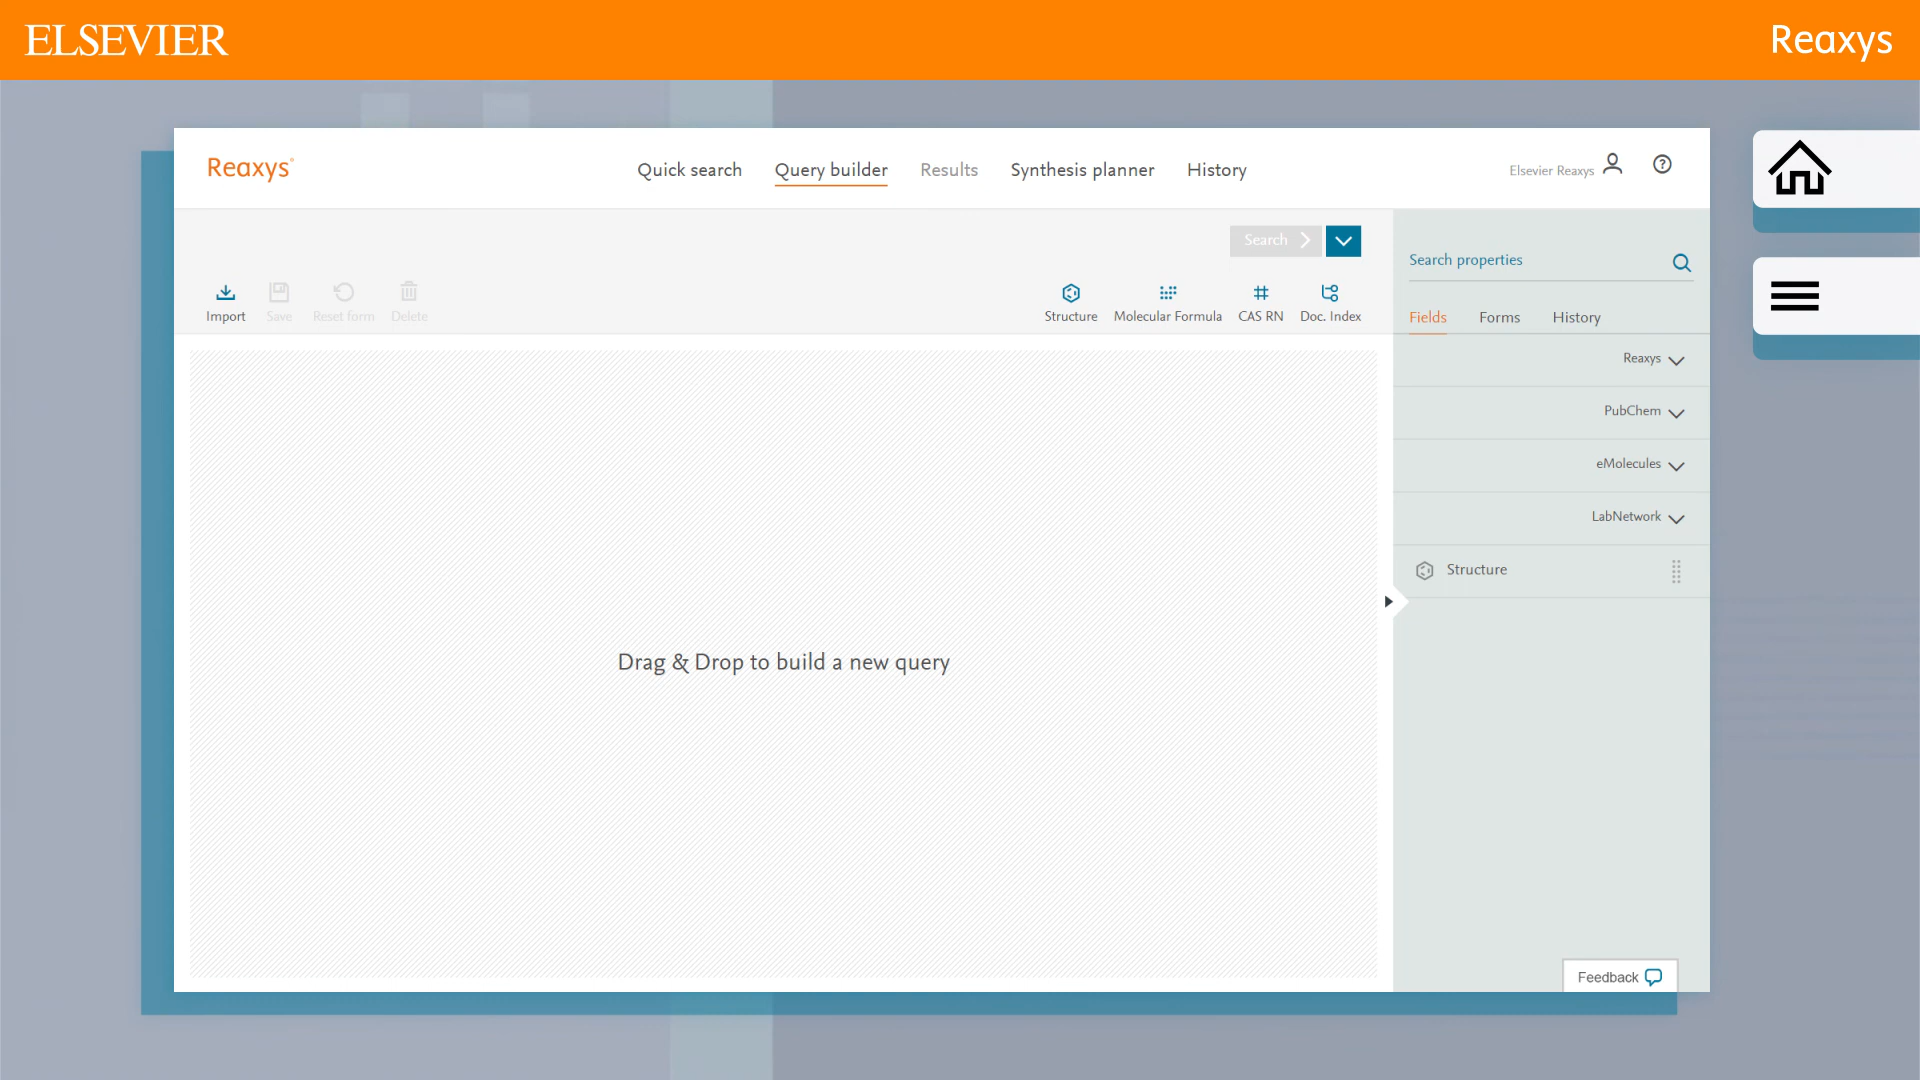 ELSEVIER
Reaxys
Reaxys®
Quick search
Query builder
Results
Synthesis planner
History
Elsevier Reaxys
Search
Import
Save
Reset form
Delete
Structure
Molecular Formula
CAS RN
Doc. Index
Search properties
Fields
Forms
History
Reaxys
PubChem
eMolecules
LabNetwork
Structure
Drag & Drop to build a new query
Feedback